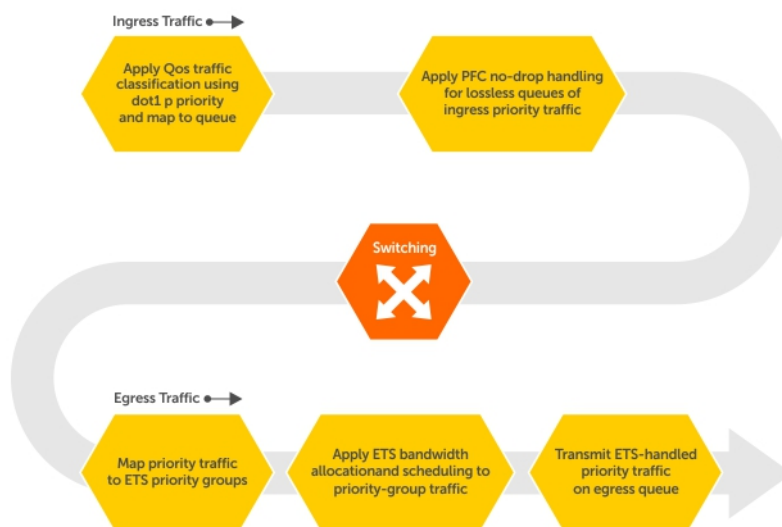 Ingress Traffic
Apply Qos traffic
classification using
dot1 p priority
and map to queue
Apply PFC no-drop handling
for lossless queues of
ingress priority traffic
Switching
Egress Traffic
Map priority traffic
to ETS priority groups
Apply ETS bandwidth
allocationand scheduling to
priority-group traffic
Transmit ETS-handled
priority traffic
on egress queue